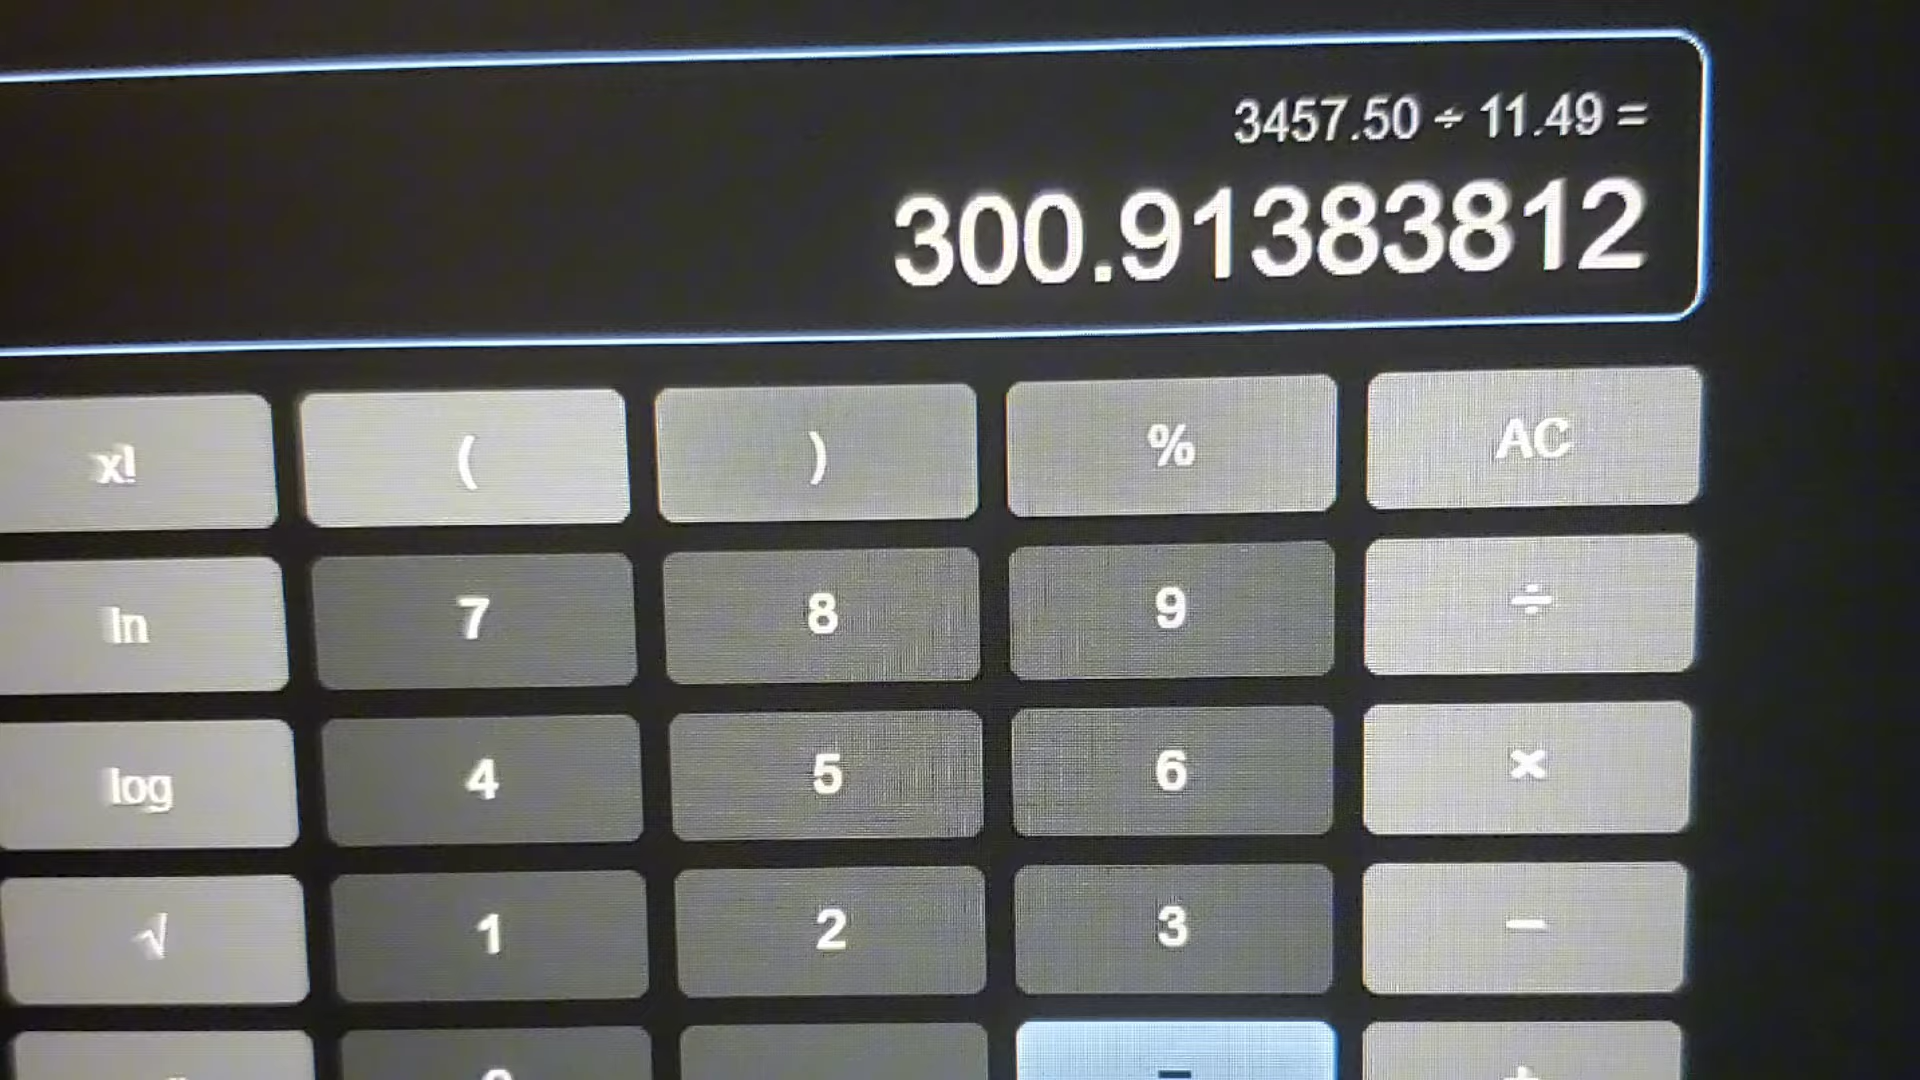 3457.50 ÷ 11.49 =
300.91383812
x! ( ) % AC
ln 7 8 9 ÷
log 4 5 6 ×
√ 1 2 3 −